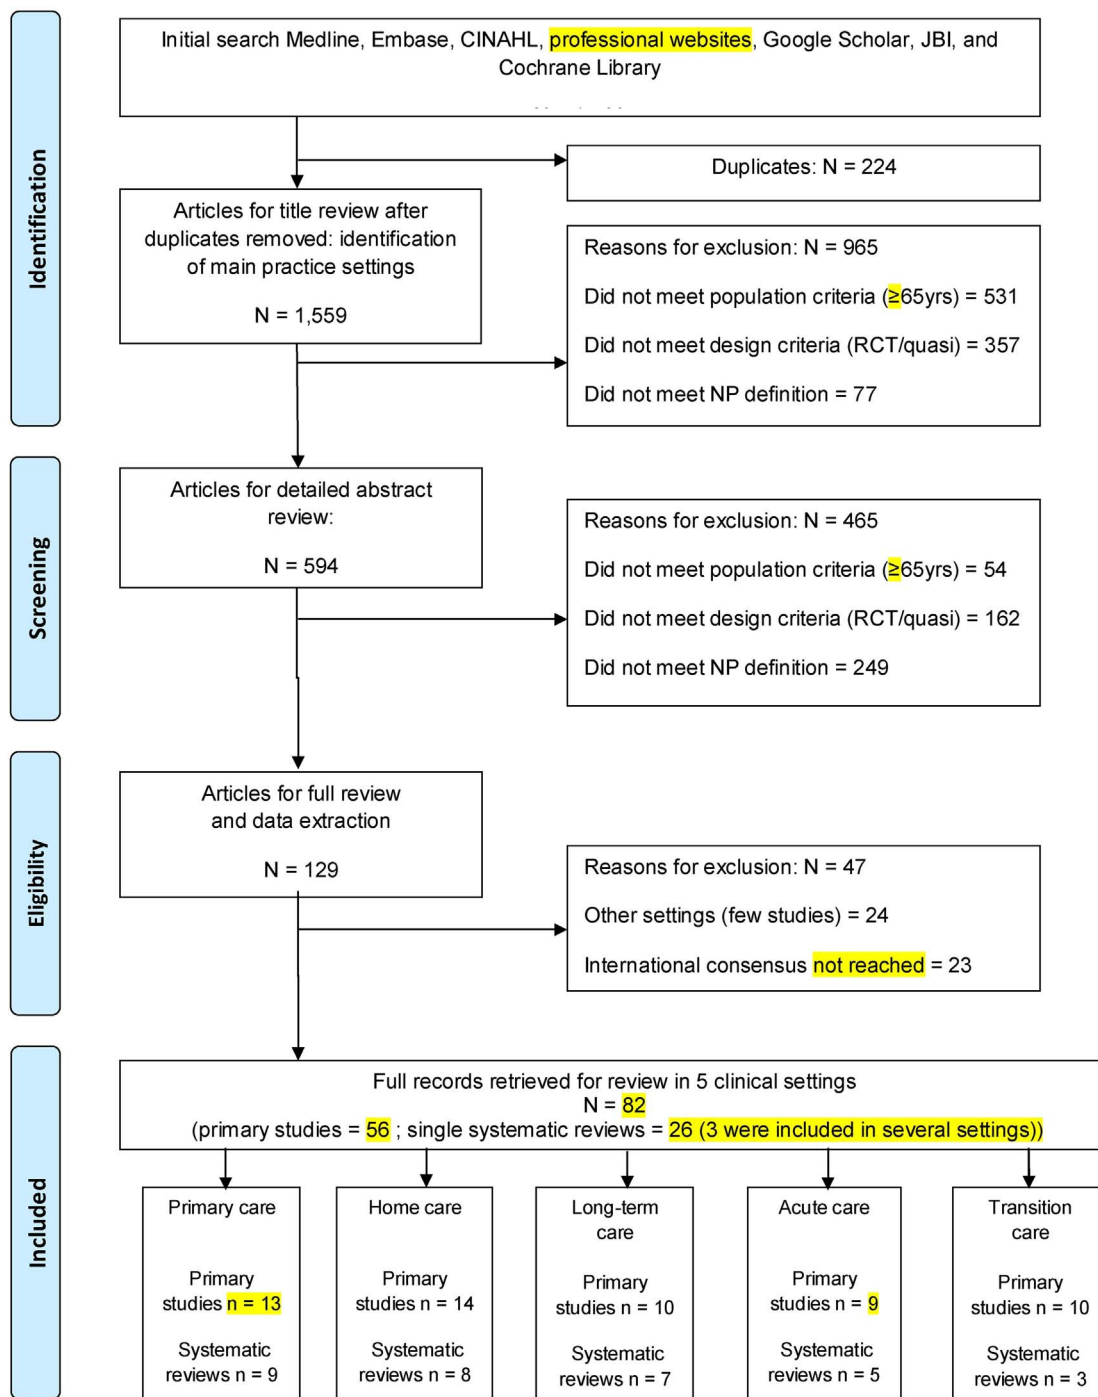 Identification
Initial search Medline, Embase, CINAHL, professional websites, Google Scholar, JBI, and
Cochrane Library
Duplicates: N = 224
Articles for title review after
duplicates removed: identification
of main practice settings
N = 1,559
Reasons for exclusion: N = 965
Did not meet population criteria (≥65yrs) = 531
Did not meet design criteria (RCT/quasi) = 357
Did not meet NP definition = 77
Screening
Articles for detailed abstract
review:
N = 594
Reasons for exclusion: N = 465
Did not meet population criteria (≥65yrs) = 54
Did not meet design criteria (RCT/quasi) = 162
Did not meet NP definition = 249
Eligibility
Articles for full review
and data extraction
N = 129
Reasons for exclusion: N = 47
Other settings (few studies) = 24
International consensus not reached = 23
Included
Full records retrieved for review in 5 clinical settings
N = 82
(primary studies = 56 ; single systematic reviews = 26 (3 were included in several settings))
Primary care
Primary
studies n = 13
Systematic
reviews n = 9
Home care
Primary
studies n = 14
Systematic
reviews n = 8
Long-term
care
Primary
studies n = 10
Systematic
reviews n = 7
Acute care
Primary
studies n = 9
Systematic
reviews n = 5
Transition
care
Primary
studies n = 10
Systematic
reviews n = 3